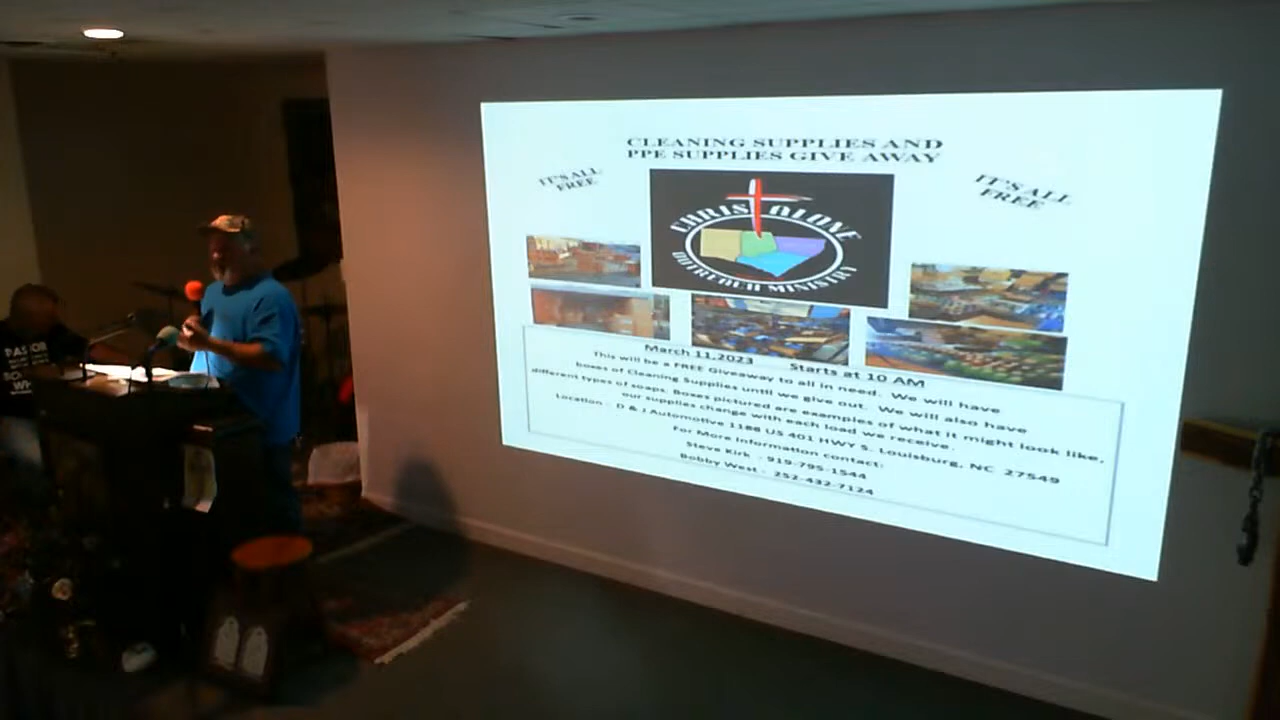 CLEANING SUPPLIES AND
PPE SUPPLIES GIVE AWAY
IT'S ALL
FREE
IT'S ALL
FREE
CHRIST ALONE
OUTREACH MINISTRY
March 11,2023 Starts at 10 AM
This will be a FREE Giveaway to all in need. We will have
boxes of Cleaning Supplies until we give out. We will also have
different types of soaps. Boxes pictured are examples of what it might look like,
our supplies change with each load we receive.
Location - D & J Automotive 1188 US 401 HWY S. Louisburg, NC 27549
For More information contact:
Steve Kirk - 919-795-1544
Bobby West - 252-432-7124
PASTOR